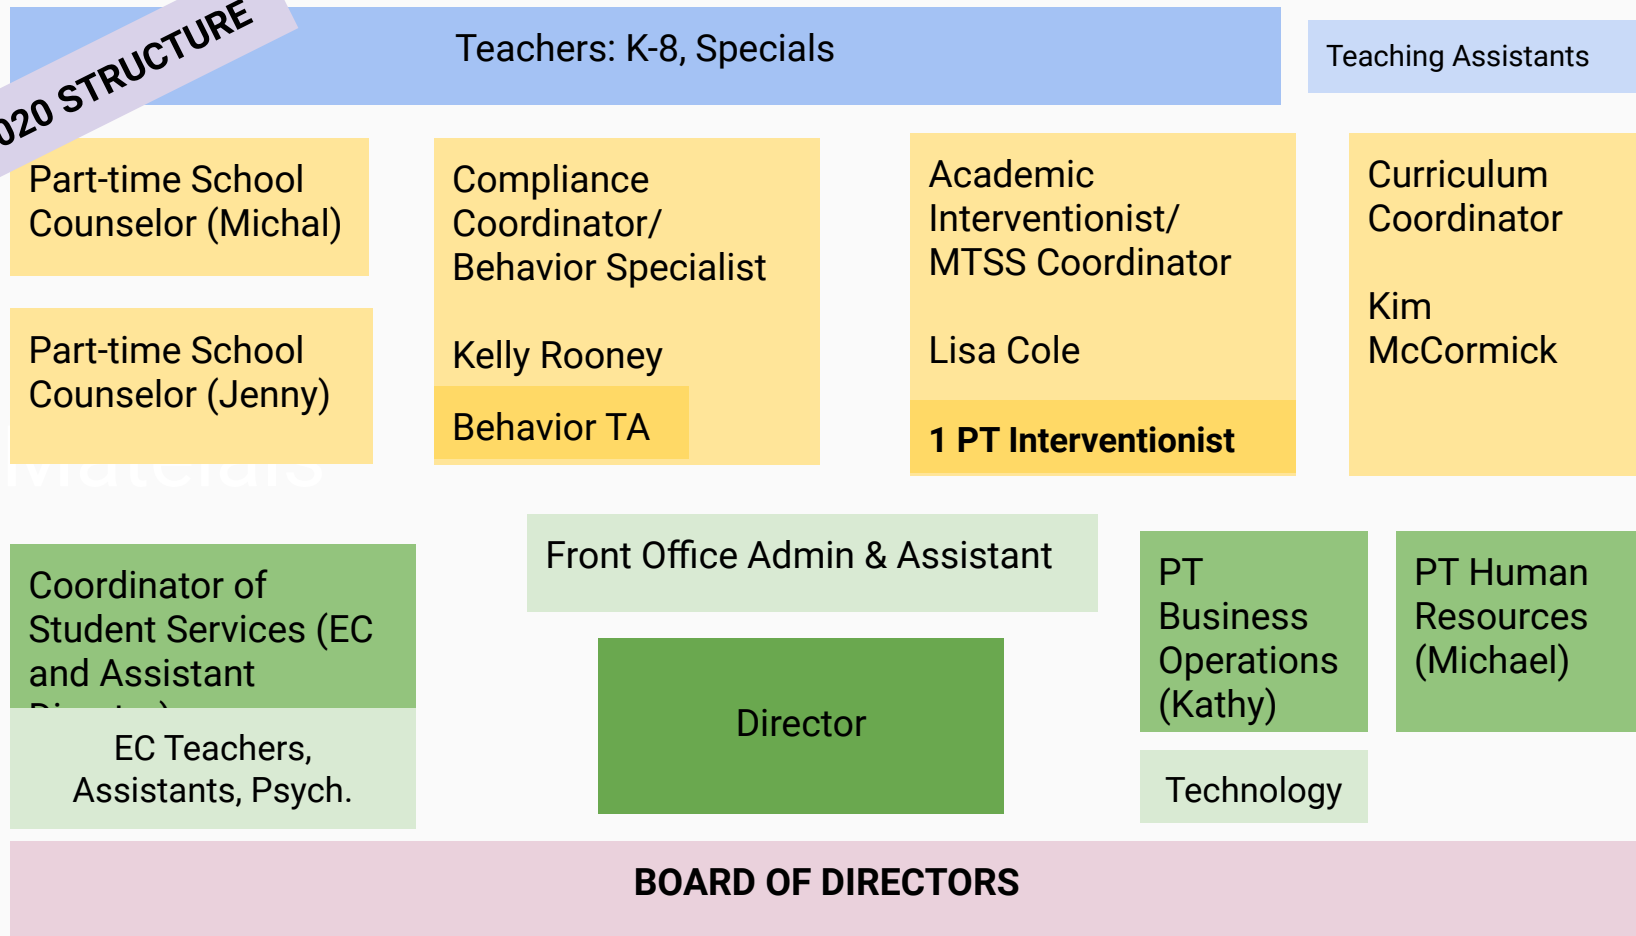 020 STRUCTURE
Teachers: K-8, Specials
Teaching Assistants
Part-time School
Counselor (Michal)
Compliance
Coordinator/
Behavior Specialist
Kelly Rooney
Behavior TA
Academic
Interventionist/
MTSS Coordinator
Lisa Cole
1 PT Interventionist
Curriculum
Coordinator
Kim
McCormick
Part-time School
Counselor (Jenny)
Coordinator of
Student Services (EC
and Assistant
EC Teachers,
Assistants, Psych.
Front Office Admin & Assistant
Director
PT
Business
Operations
(Kathy)
PT Human
Resources
(Michael)
Technology
BOARD OF DIRECTORS